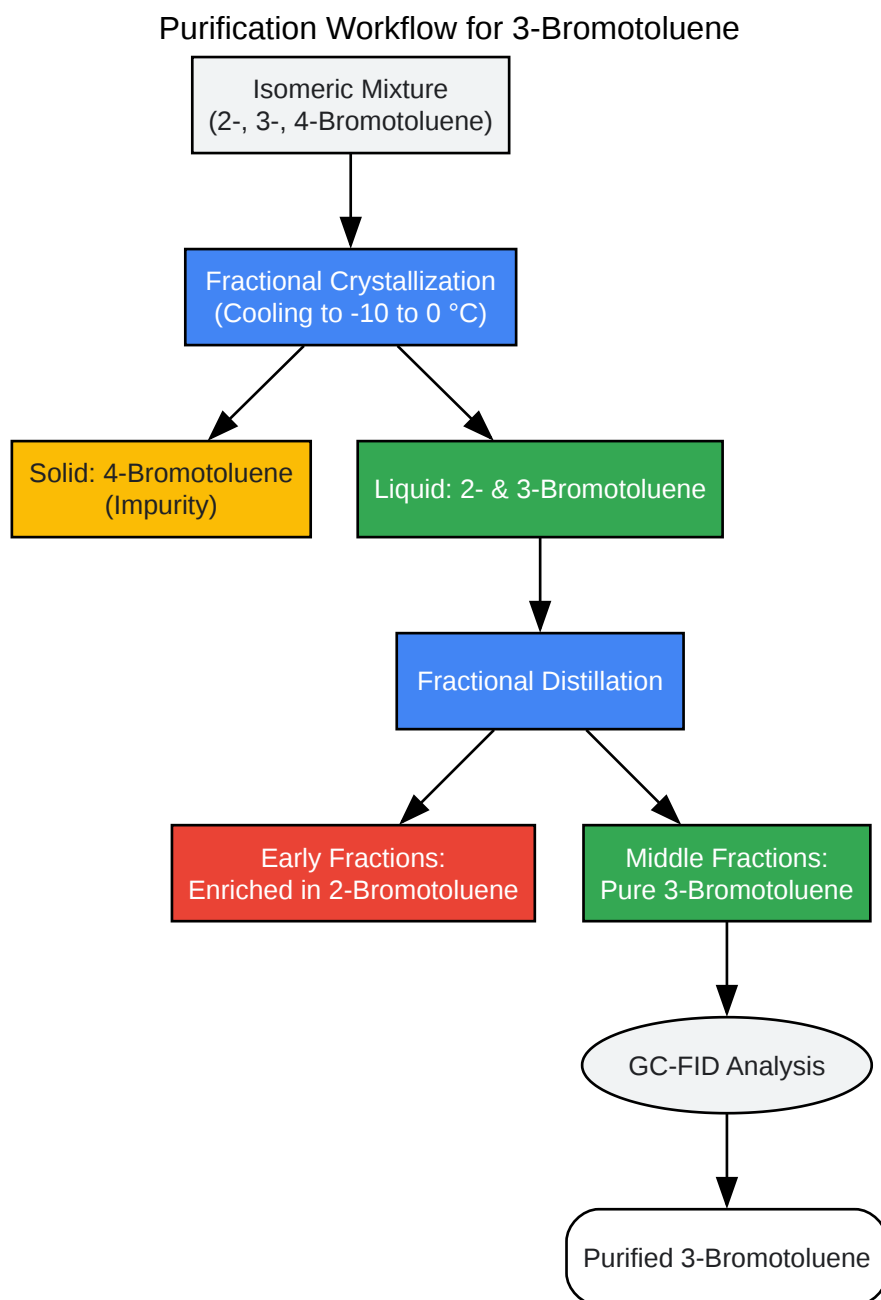 Purification Workflow for 3-Bromotoluene
Isomeric Mixture
(2-, 3-, 4-Bromotoluene)
Fractional Crystallization
(Cooling to -10 to 0 °C)
Solid: 4-Bromotoluene
(Impurity)
Liquid: 2- & 3-Bromotoluene
Fractional Distillation
Early Fractions:
Enriched in 2-Bromotoluene
Middle Fractions:
Pure 3-Bromotoluene
GC-FID Analysis
Purified 3-Bromotoluene